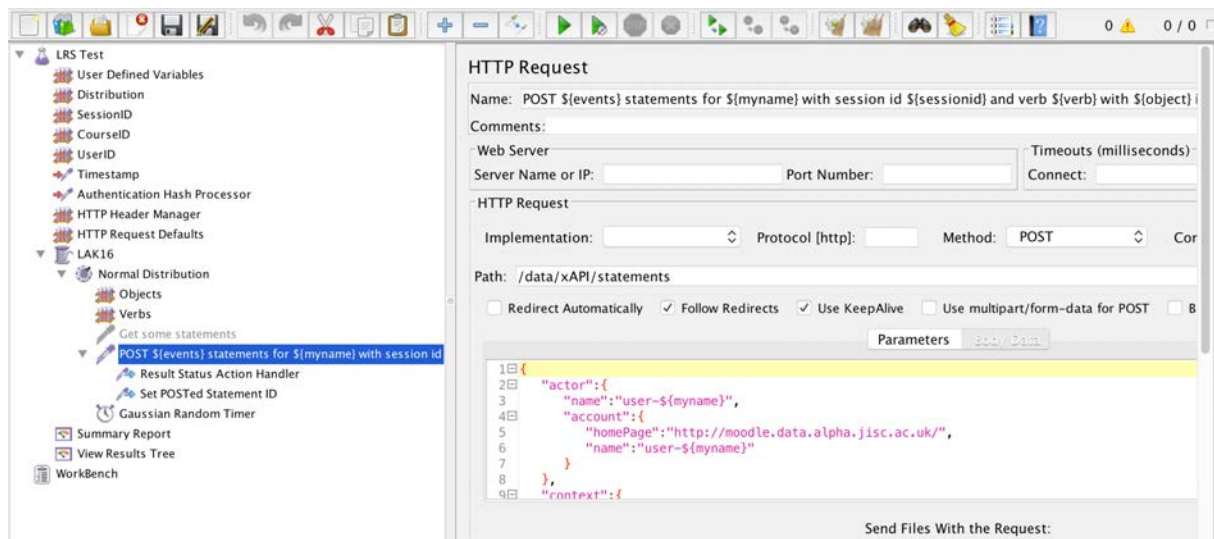 0
0 / 0
LRS Test
User Defined Variables
Distribution
SessionID
CourseID
UserID
Timestamp
Authentication Hash Processor
HTTP Header Manager
HTTP Request Defaults
LAK16
Normal Distribution
Objects
Verbs
Get some statements
POST ${events} statements for ${myname} with session id
Result Status Action Handler
Set POSTed Statement ID
Gaussian Random Timer
Summary Report
View Results Tree
WorkBench
HTTP Request
Name: POST ${events} statements for ${myname} with session id ${sessionid} and verb ${verb} with ${object} i
Comments:
Web Server
Timeouts (milliseconds)
Server Name or IP: Port Number: Connect:
HTTP Request
Implementation: Protocol [http]: Method: POST Cor
Path: /data/xAPI/statements
Redirect Automatically Follow Redirects Use KeepAlive Use multipart/form-data for POST B
Parameters Body Data
1 {
2 "actor":{
3 "name":"user-${myname}",
4 "account":{
5 "homePage":"http://moodle.data.alpha.jisc.ac.uk/",
6 "name":"user-${myname}"
7 }
8 },
9 "context":{
Send Files With the Request: